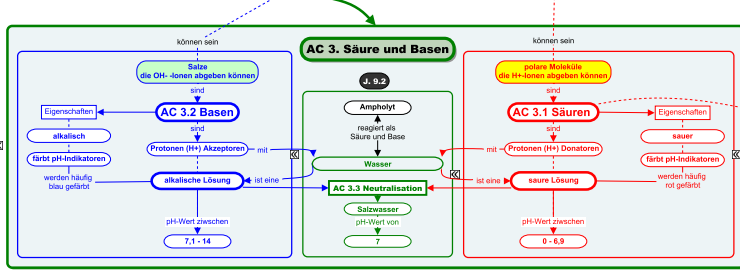 können sein
können sein
AC 3. Säure und Basen
Salze
die OH- -Ionen abgeben können
J. 9.2
polare Moleküle
die H+-Ionen abgeben können
sind
sind
Eigenschaften
AC 3.2 Basen
Ampholyt
AC 3.1 Säuren
Eigenschaften
alkalisch
sind
reagiert als
Säure und Base
sind
sauer
färbt pH-Indikatoren
Protonen (H+) Akzeptoren
mit
mit
Protonen (H+) Donatoren
färbt pH-Indikatoren
Wasser
werden häufig
blau gefärbt
alkalische Lösung
ist eine
AC 3.3 Neutralisation
ist eine
saure Lösung
werden häufig
rot gefärbt
Salzwasser
pH-Wert ziwschen
pH-Wert von
pH-Wert ziwschen
7,1 - 14
7
0 - 6,9